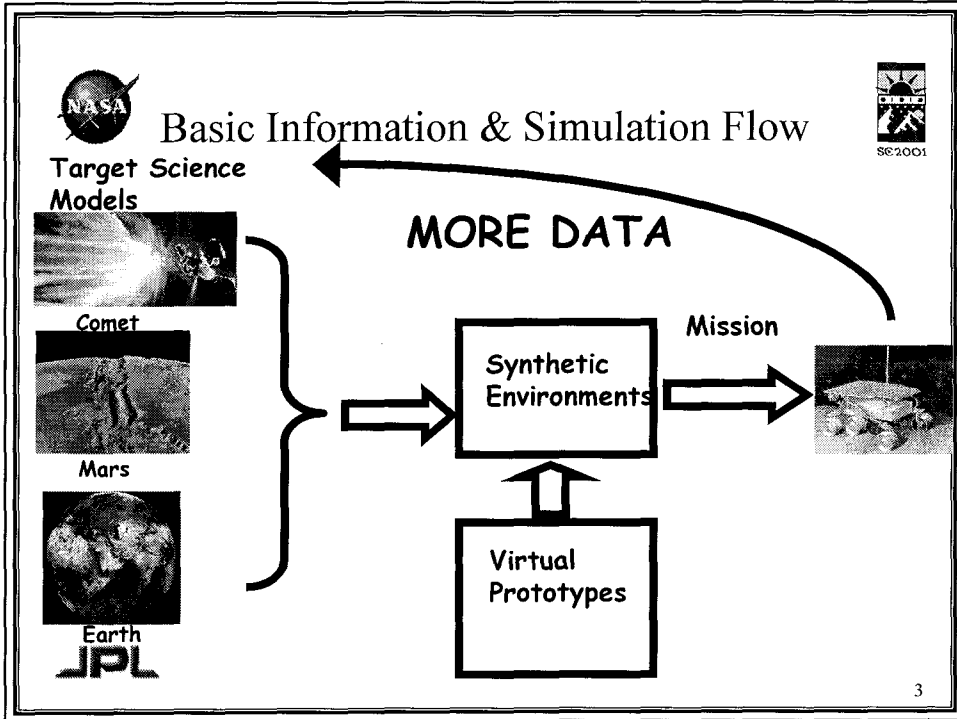 NASA
Basic Information & Simulation Flow
SC2001
Target Science
Models
MORE DATA
Comet
Mission
Synthetic
Environments
Mars
Virtual
Prototypes
Earth
JPL
3